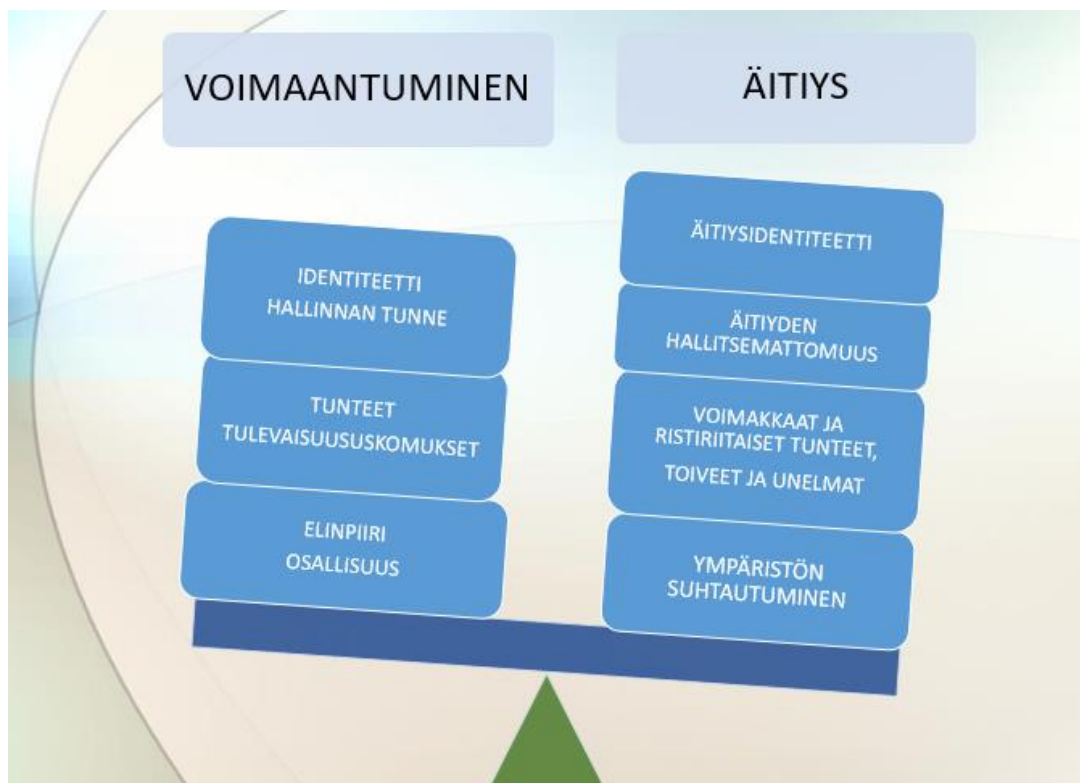 VOIMAANTUMINEN
IDENTITEETTI
HALLINNAN TUNNE
TUNTEET
TULEVAISUUSUSKOMUKSET
ELINPIIRI
OSALLISUUS
ÄITIYS
ÄITIYSIDENTITEETTI
ÄITIYDEN
HALLITSEMATTOMUUS
VOIMAKKAAT JA
RISTIRIITAISET TUNTEET,
TOIVEET JA UNELMAT
YMPÄRISTÖN
SUHTAUTUMINEN